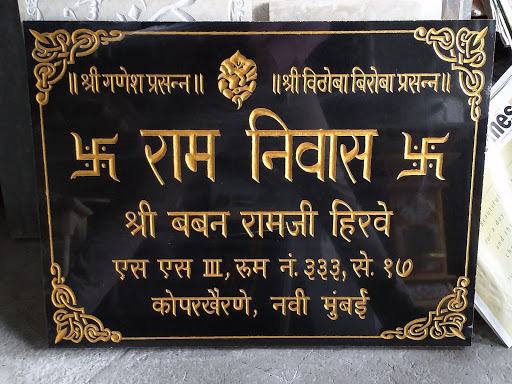 ॥ श्री गणेश प्रसन्न॥ ॥श्री विठोबा बिरोबा प्रसन्न॥
राम निवास
श्री बबन रामजी हिरवे
एस एस III, रुम नं. ३३३, से. १७
कोपरखैरणे, नवी मुंबई